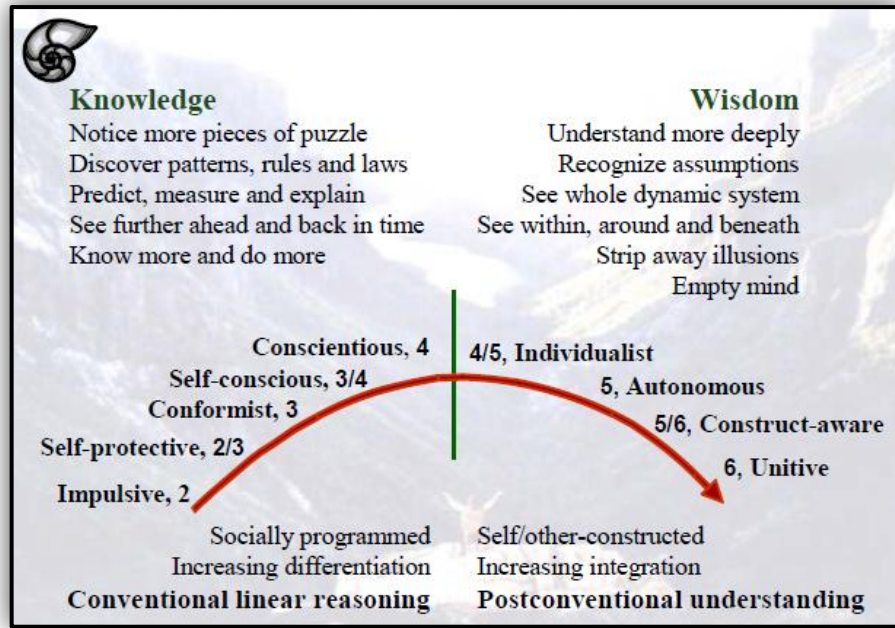 Knowledge
Notice more pieces of puzzle
Discover patterns, rules and laws
Predict, measure and explain
See further ahead and back in time
Know more and do more
Wisdom
Understand more deeply
Recognize assumptions
See whole dynamic system
See within, around and beneath
Strip away illusions
Empty mind
Conscientious, 4
Self-conscious, 3/4
Conformist, 3
Self-protective, 2/3
Impulsive, 2
4/5, Individualist
5, Autonomous
5/6, Construct-aware
6, Unitive
Socially programmed
Increasing differentiation
Conventional linear reasoning
Self/other-constructed
Increasing integration
Postconventional understanding